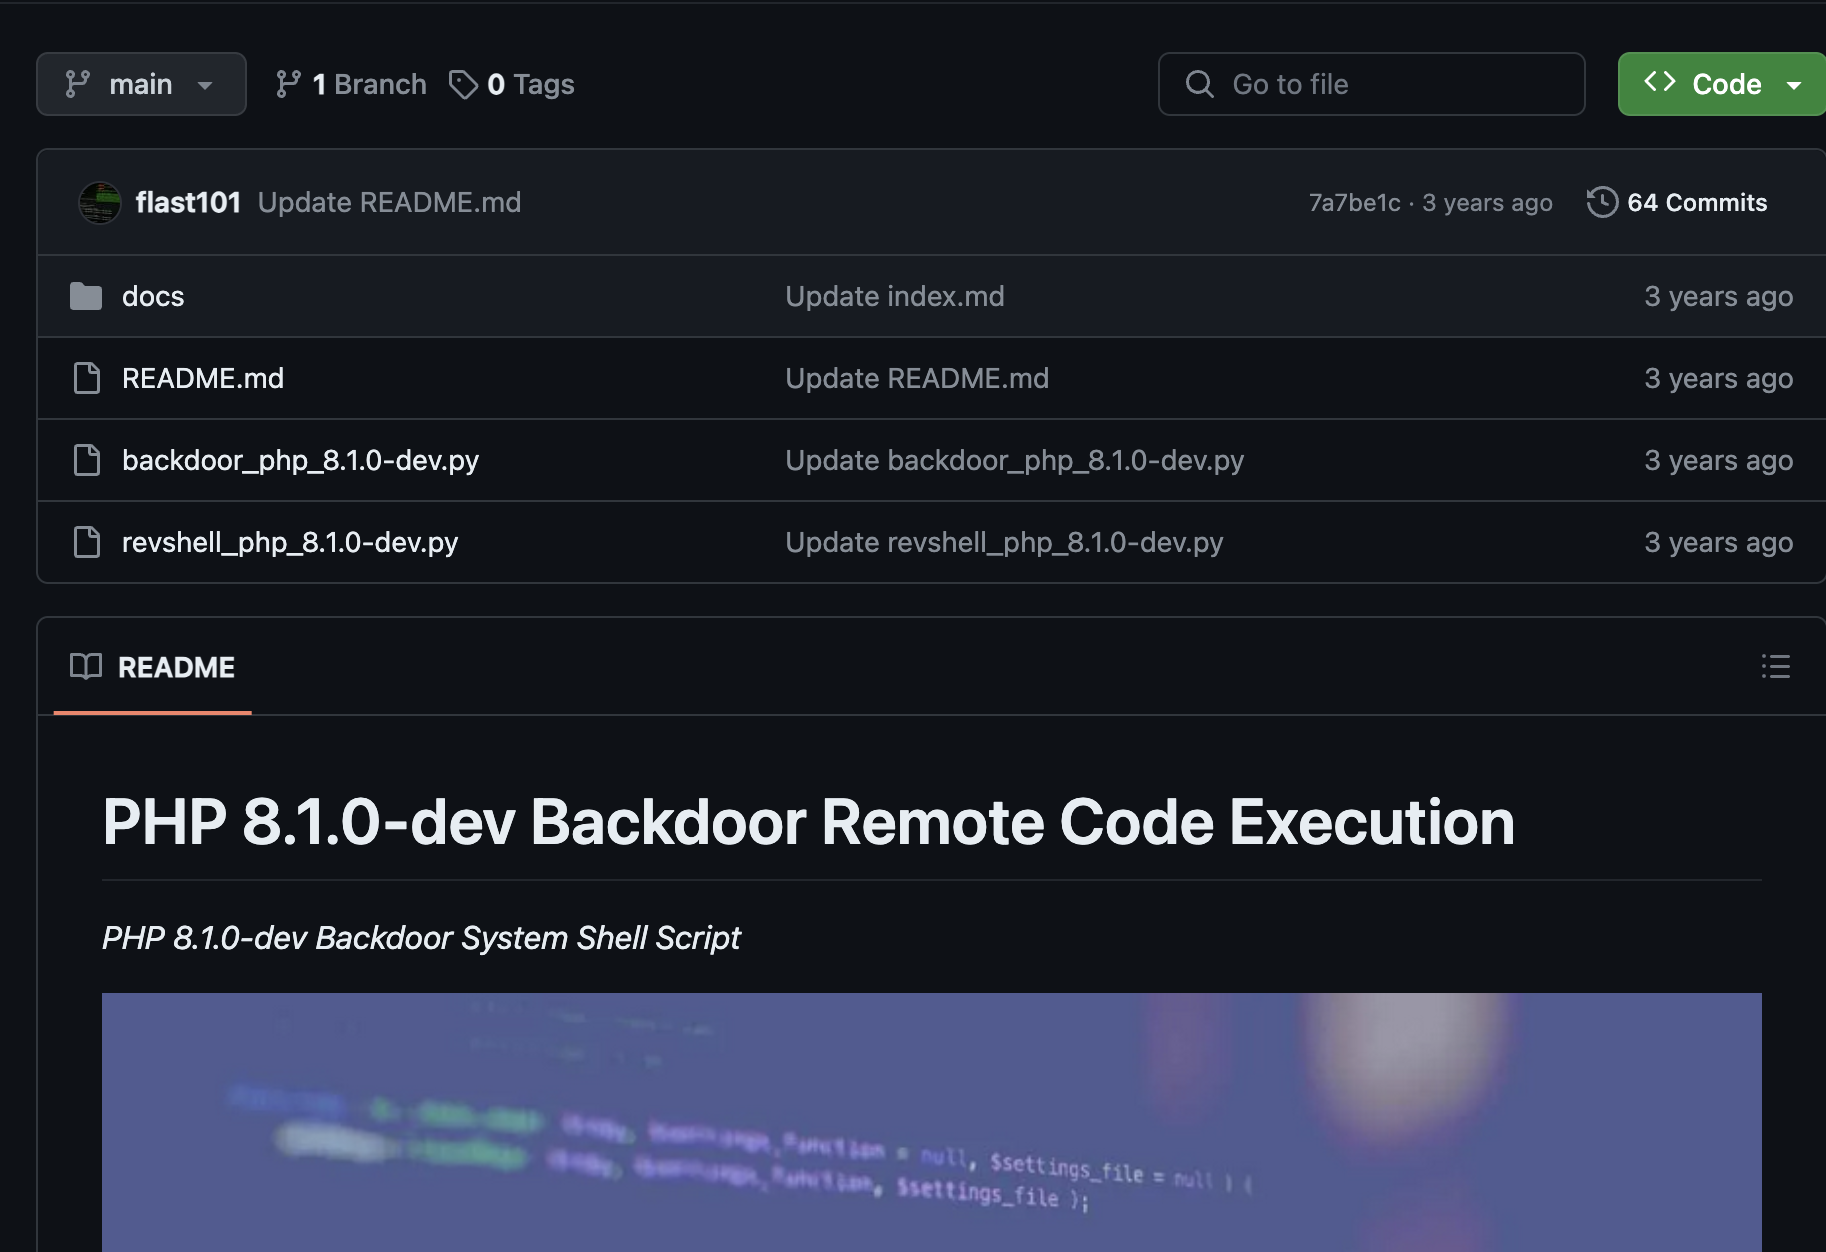 main 1 Branch 0 Tags Go to file Code
flast101 Update README.md 7a7be1c · 3 years ago 64 Commits
docs Update index.md 3 years ago
README.md Update README.md 3 years ago
backdoor_php_8.1.0-dev.py Update backdoor_php_8.1.0-dev.py 3 years ago
revshell_php_8.1.0-dev.py Update revshell_php_8.1.0-dev.py 3 years ago
README
PHP 8.1.0-dev Backdoor Remote Code Execution
PHP 8.1.0-dev Backdoor System Shell Script
= null, $settings_file = null ) {
$settings_file );